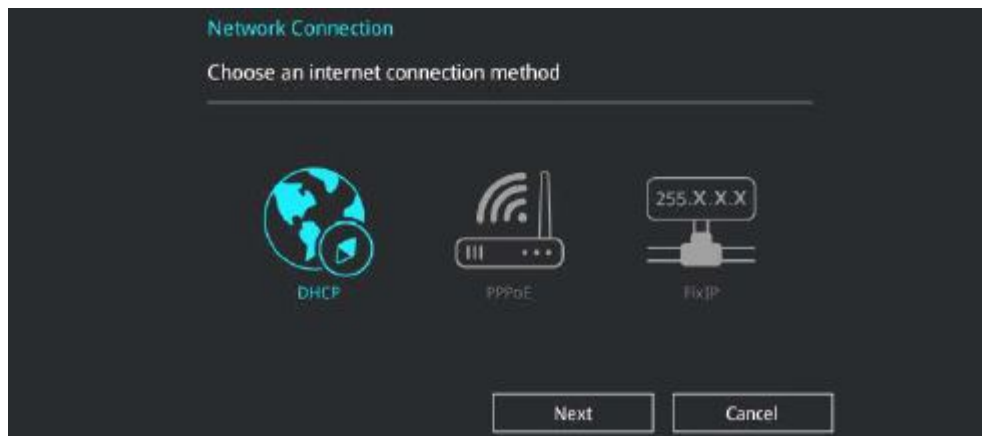 Network Connection
Choose an internet connection method
255.X.X.X
DHCP PPPoE FixIP
Next Cancel